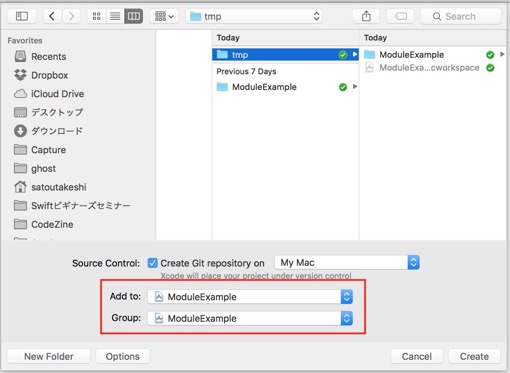 tmp
Search
Favorites
Recents
Dropbox
iCloud Drive
デスクトップ
ダウンロード
Capture
ghost
satoutakeshi
Swiftビギナーズセミナー
CodeZine
Today
tmp
Previous 7 Days
ModuleExample
Today
ModuleExample
ModuleExa...cworkspace
Source Control: Create Git repository on My Mac
Xcode will place your project under version control
Add to: ModuleExample
Group: ModuleExample
New Folder Options Cancel Create